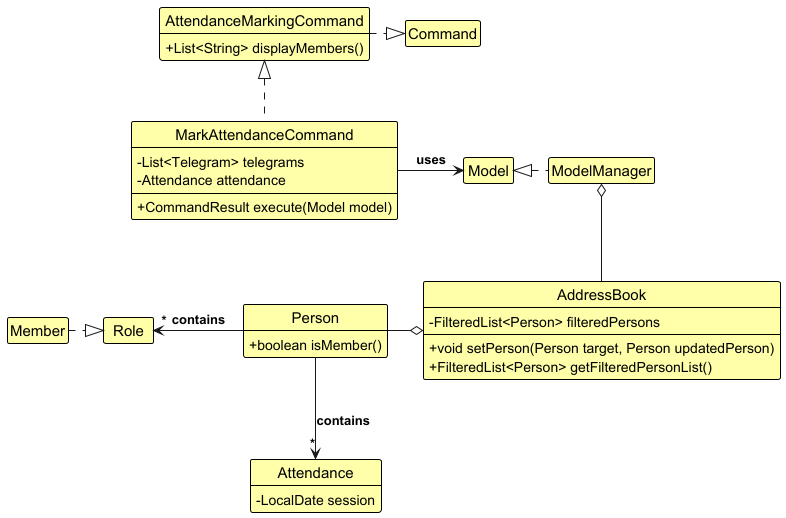 AttendanceMarkingCommand
+List<String> displayMembers()
Command
MarkAttendanceCommand
-List<Telegram> telegrams
-Attendance attendance
+CommandResult execute(Model model)
uses
Model
ModelManager
AddressBook
-FilteredList<Person> filteredPersons
+void setPerson(Person target, Person updatedPerson)
+FilteredList<Person> getFilteredPersonList()
Member
Role
* contains
Person
+boolean isMember()
contains
*
Attendance
-LocalDate session